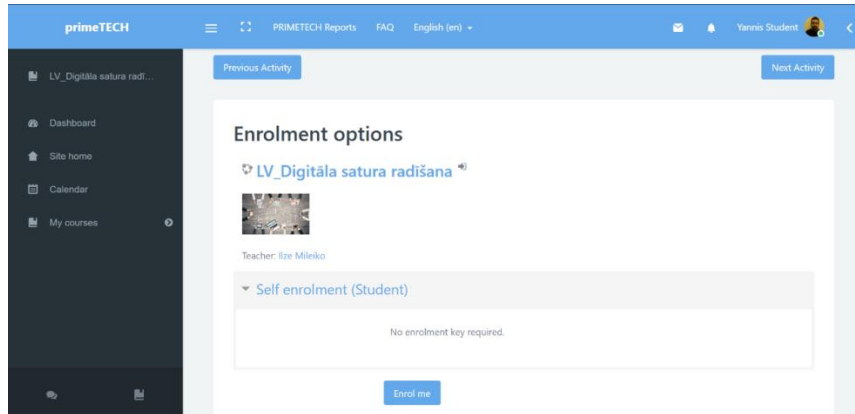 primeTECH
PRIMETECH Reports FAQ English (en)
Yannis Student
LV_Digitāla satura radī...
Dashboard
Site home
Calendar
My courses
Previous Activity
Next Activity
Enrolment options
LV_Digitāla satura radīšana
Teacher: Ilze Mileiko
Self enrolment (Student)
No enrolment key required.
Enrol me